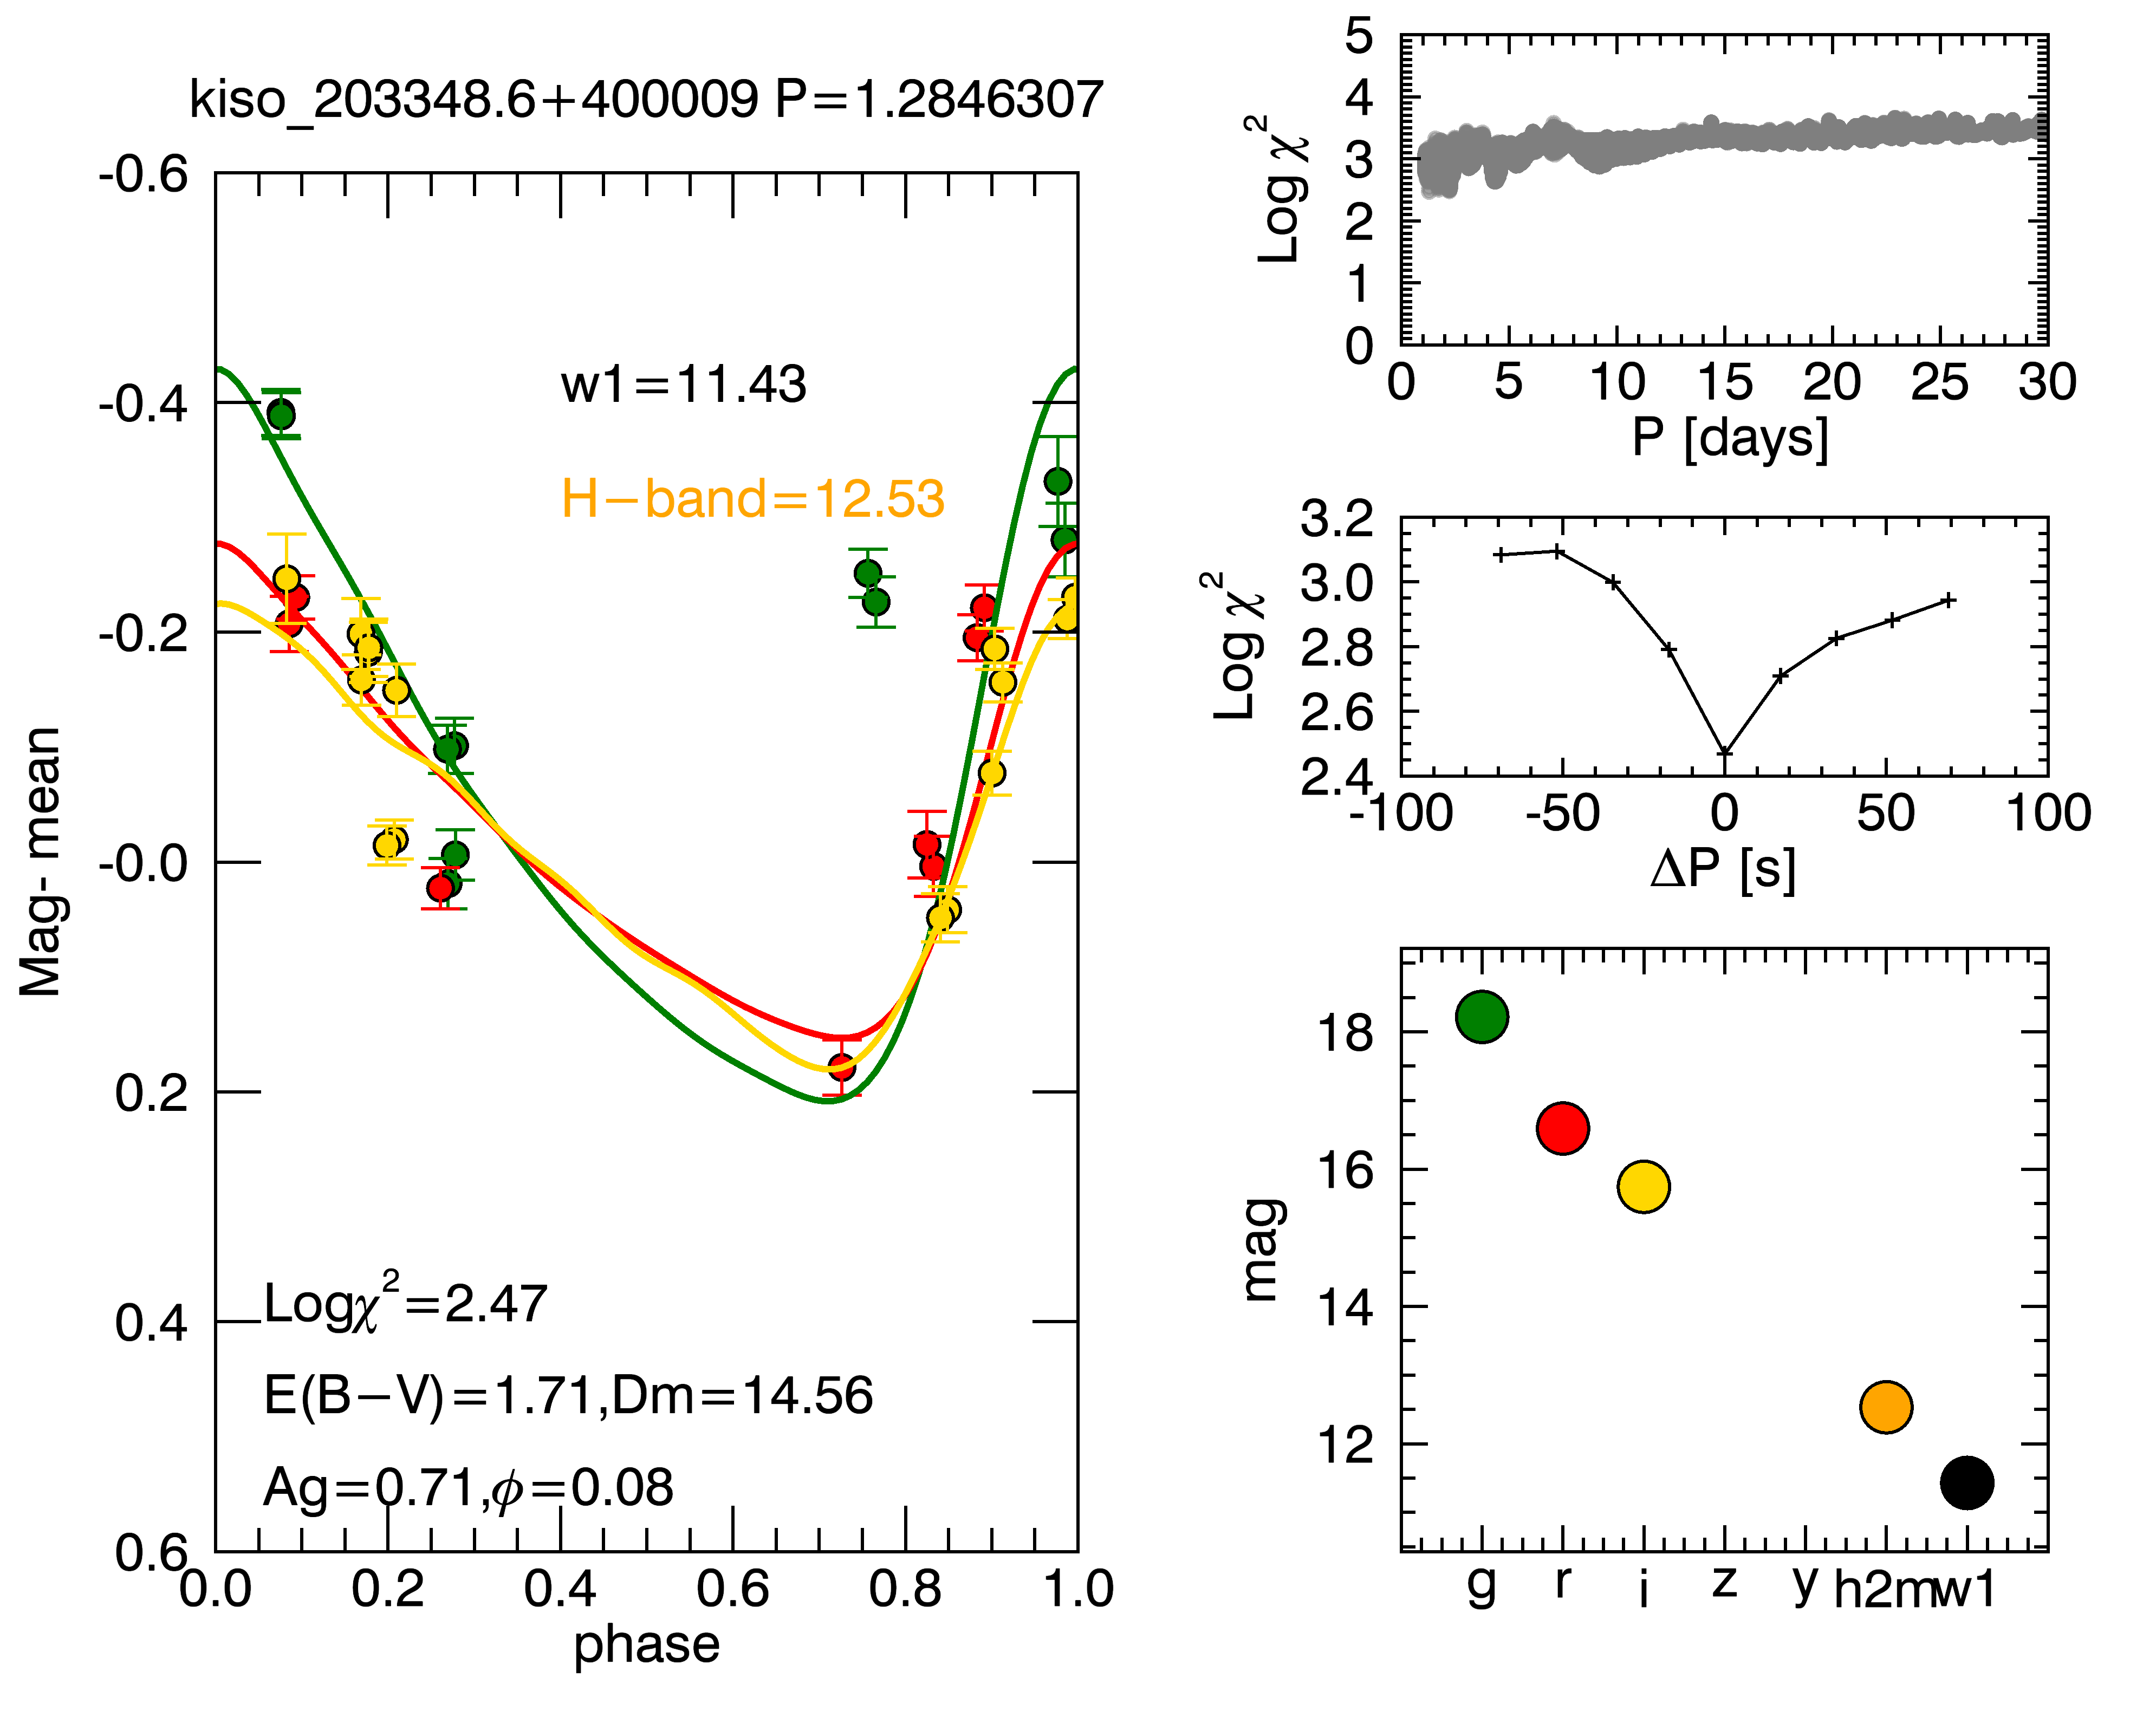 kiso_203348.6+400009 P=1.2846307
-0.6
-0.4
-0.2
-0.0
0.2
0.4
0.6
Mag- mean
w1=11.43
H−band=12.53
Logχ²=2.47
E(B−V)=1.71,Dm=14.56
Ag=0.71,ϕ=0.08
0.0 0.2 0.4 0.6 0.8 1.0
phase
5
4
3
2
1
0
Log χ²
0 5 10 15 20 25 30
P [days]
3.2
3.0
2.8
2.6
2.4
Log χ²
-100 -50 0 50 100
ΔP [s]
18
16
14
12
mag
g r i z y h2m w1